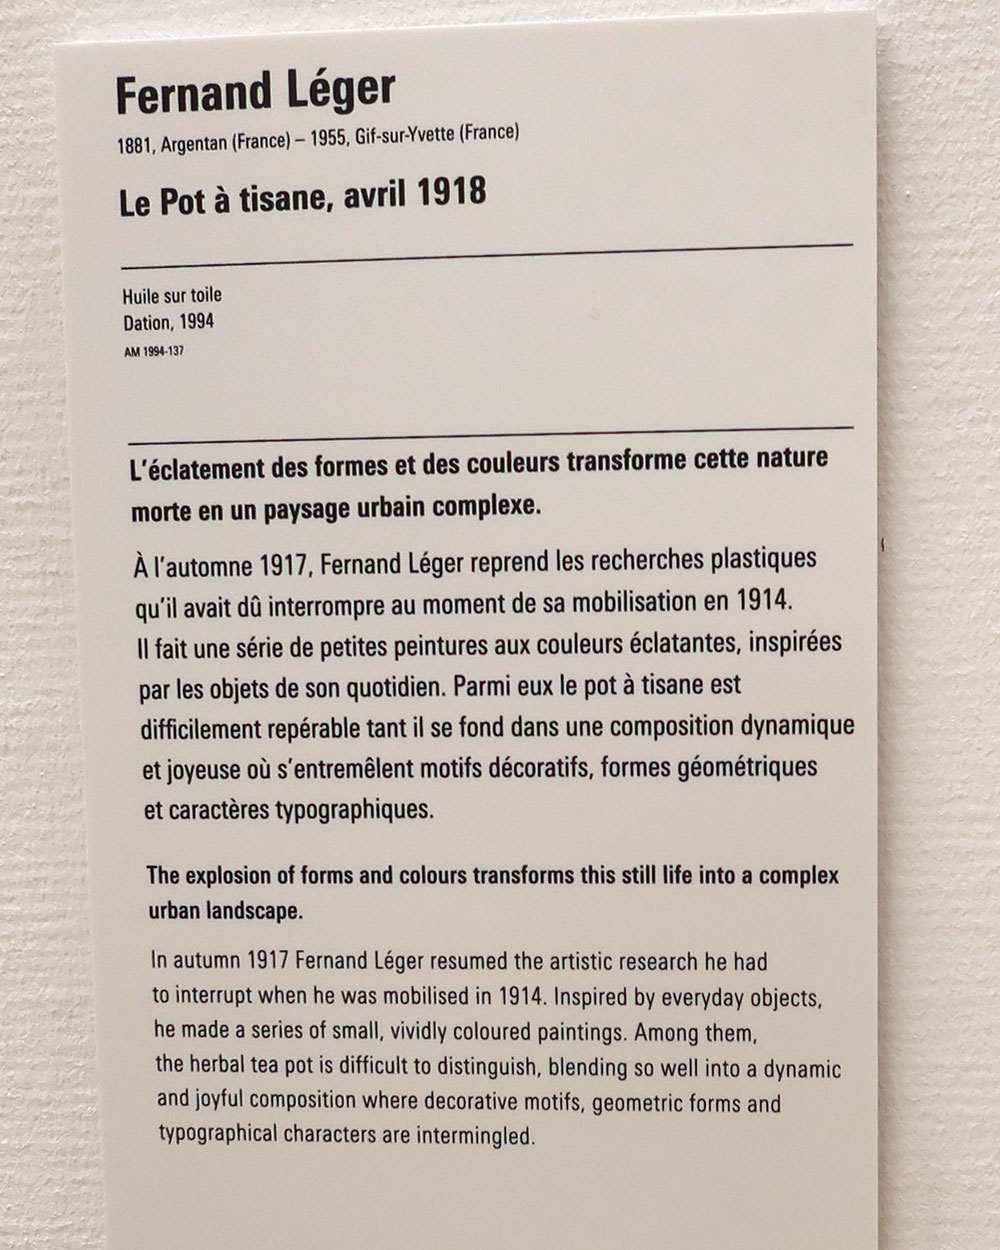 Fernand Léger
1881, Argentan (France) – 1955, Gif-sur-Yvette (France)
Le Pot à tisane, avril 1918
Huile sur toile
Dation, 1994
AM 1994-137
L'éclatement des formes et des couleurs transforme cette nature
morte en un paysage urbain complexe.
À l'automne 1917, Fernand Léger reprend les recherches plastiques
qu'il avait dû interrompre au moment de sa mobilisation en 1914.
Il fait une série de petites peintures aux couleurs éclatantes, inspirées
par les objets de son quotidien. Parmi eux le pot à tisane est
difficilement repérable tant il se fond dans une composition dynamique
et joyeuse où s'entremêlent motifs décoratifs, formes géométriques
et caractères typographiques.
The explosion of forms and colours transforms this still life into a complex
urban landscape.
In autumn 1917 Fernand Léger resumed the artistic research he had
to interrupt when he was mobilised in 1914. Inspired by everyday objects,
he made a series of small, vividly coloured paintings. Among them,
the herbal tea pot is difficult to distinguish, blending so well into a dynamic
and joyful composition where decorative motifs, geometric forms and
typographical characters are intermingled.